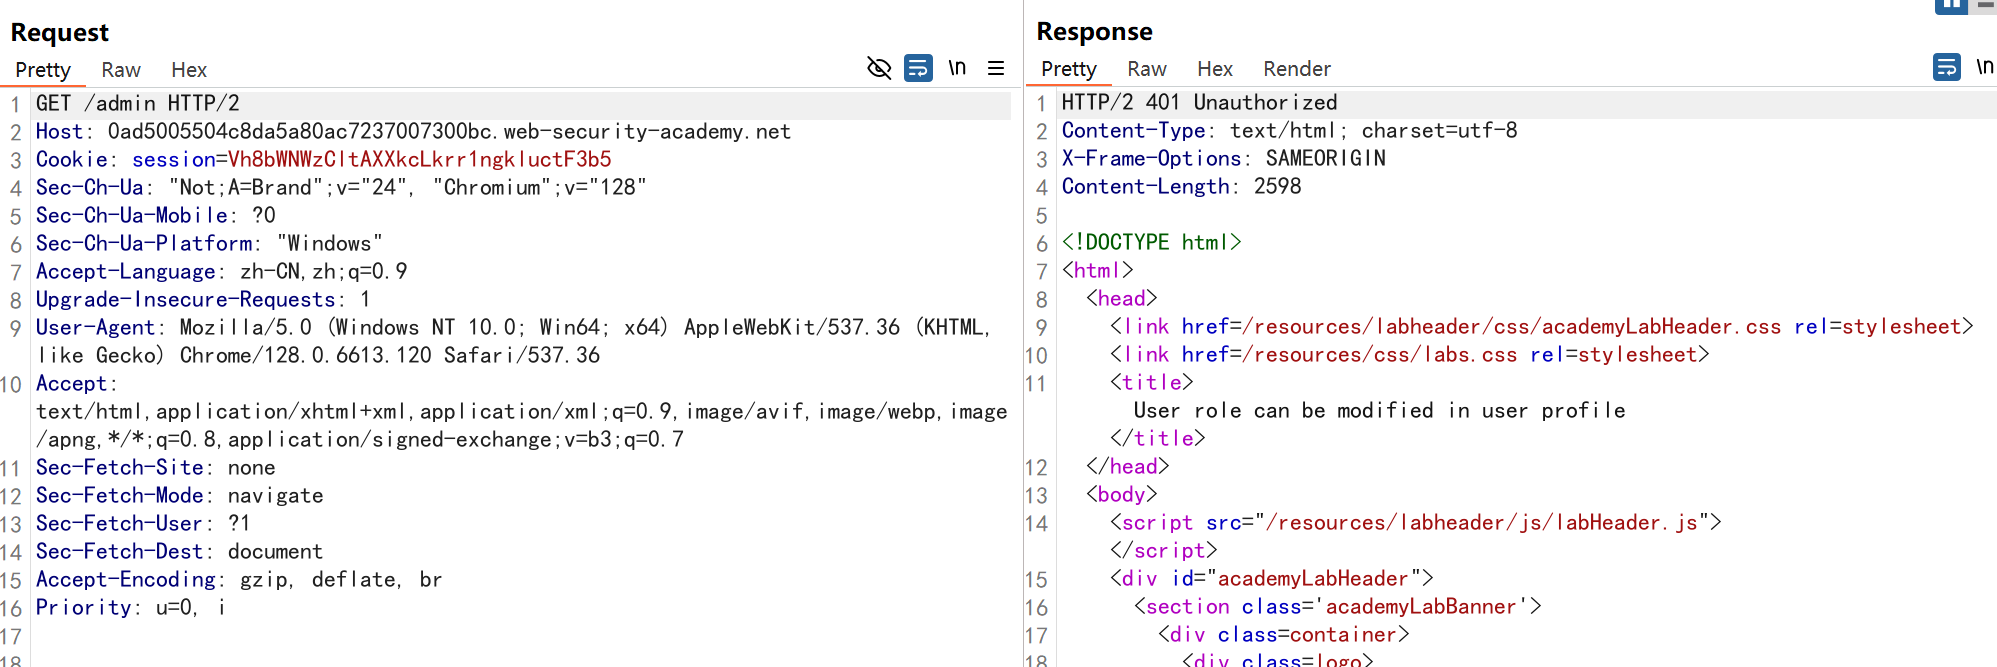 Request
Pretty Raw Hex
\n
1 GET /admin HTTP/2
2 Host: 0ad5005504c8da5a80ac7237007300bc.web-security-academy.net
3 Cookie: session=Vh8bWNWzCltAXXkcLkrr1ngkluctF3b5
4 Sec-Ch-Ua: "Not;A=Brand";v="24", "Chromium";v="128"
5 Sec-Ch-Ua-Mobile: ?0
6 Sec-Ch-Ua-Platform: "Windows"
7 Accept-Language: zh-CN,zh;q=0.9
8 Upgrade-Insecure-Requests: 1
9 User-Agent: Mozilla/5.0 (Windows NT 10.0; Win64; x64) AppleWebKit/537.36 (KHTML,
like Gecko) Chrome/128.0.6613.120 Safari/537.36
10 Accept:
text/html,application/xhtml+xml,application/xml;q=0.9,image/avif,image/webp,image
/apng,*/*;q=0.8,application/signed-exchange;v=b3;q=0.7
11 Sec-Fetch-Site: none
12 Sec-Fetch-Mode: navigate
13 Sec-Fetch-User: ?1
14 Sec-Fetch-Dest: document
15 Accept-Encoding: gzip, deflate, br
16 Priority: u=0, i
17
18
Response
Pretty Raw Hex Render
\n
1 HTTP/2 401 Unauthorized
2 Content-Type: text/html; charset=utf-8
3 X-Frame-Options: SAMEORIGIN
4 Content-Length: 2598
5
6 <!DOCTYPE html>
7 <html>
8 <head>
9 <link href=/resources/labheader/css/academyLabHeader.css rel=stylesheet>
10 <link href=/resources/css/labs.css rel=stylesheet>
11 <title>
User role can be modified in user profile
</title>
12 </head>
13 <body>
14 <script src="/resources/labheader/js/labHeader.js">
</script>
15 <div id="academyLabHeader">
16 <section class='academyLabBanner'>
17 <div class=container>
18 <div class=logo>